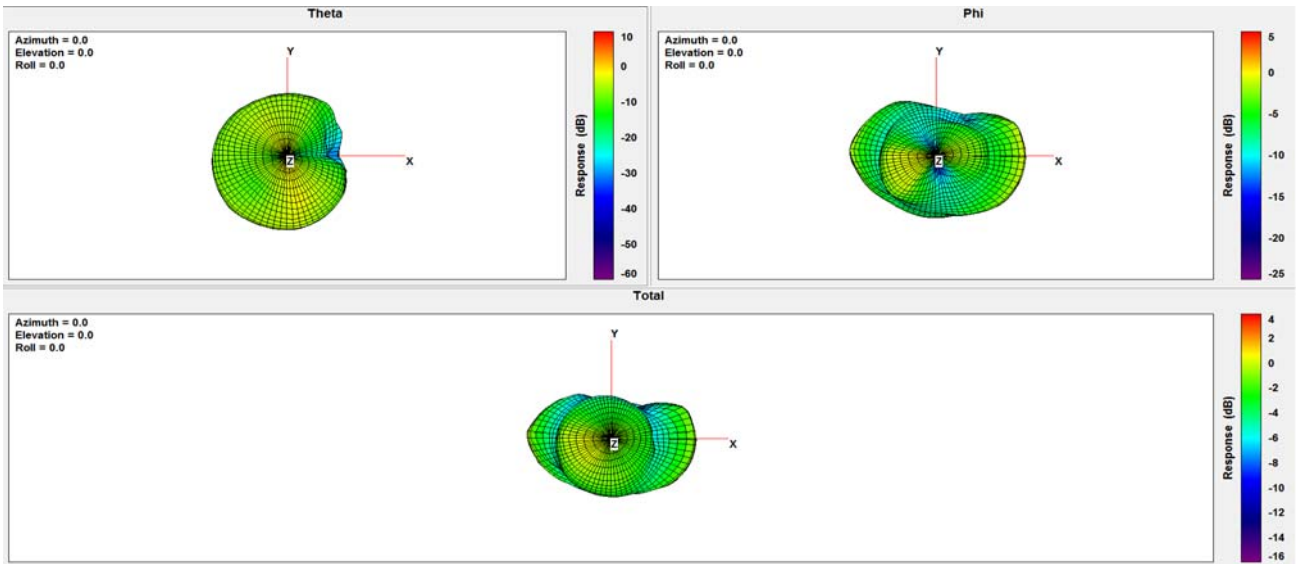 Theta
Azimuth = 0.0
Elevation = 0.0
Roll = 0.0
Y
X
Z
10
0
-10
-20
-30
-40
-50
-60
Response (dB)
Phi
Azimuth = 0.0
Elevation = 0.0
Roll = 0.0
Y
X
Z
5
0
-5
-10
-15
-20
-25
Response (dB)
Total
Azimuth = 0.0
Elevation = 0.0
Roll = 0.0
Y
X
Z
4
2
0
-2
-4
-6
-8
-10
-12
-14
-16
Response (dB)